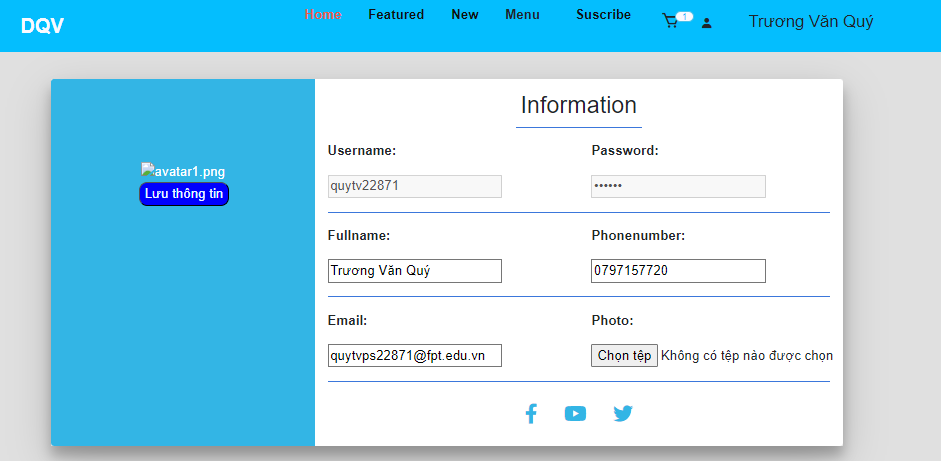 DQV
Home Featured New Menu Suscribe 1 Trương Văn Quý
avatar1.png
Lưu thông tin
Information
Username: Password:
quytv22871 ••••••
Fullname: Phonenumber:
Trương Văn Quý 0797157720
Email: Photo:
quytvps22871@fpt.edu.vn Chọn tệp Không có tệp nào được chọn